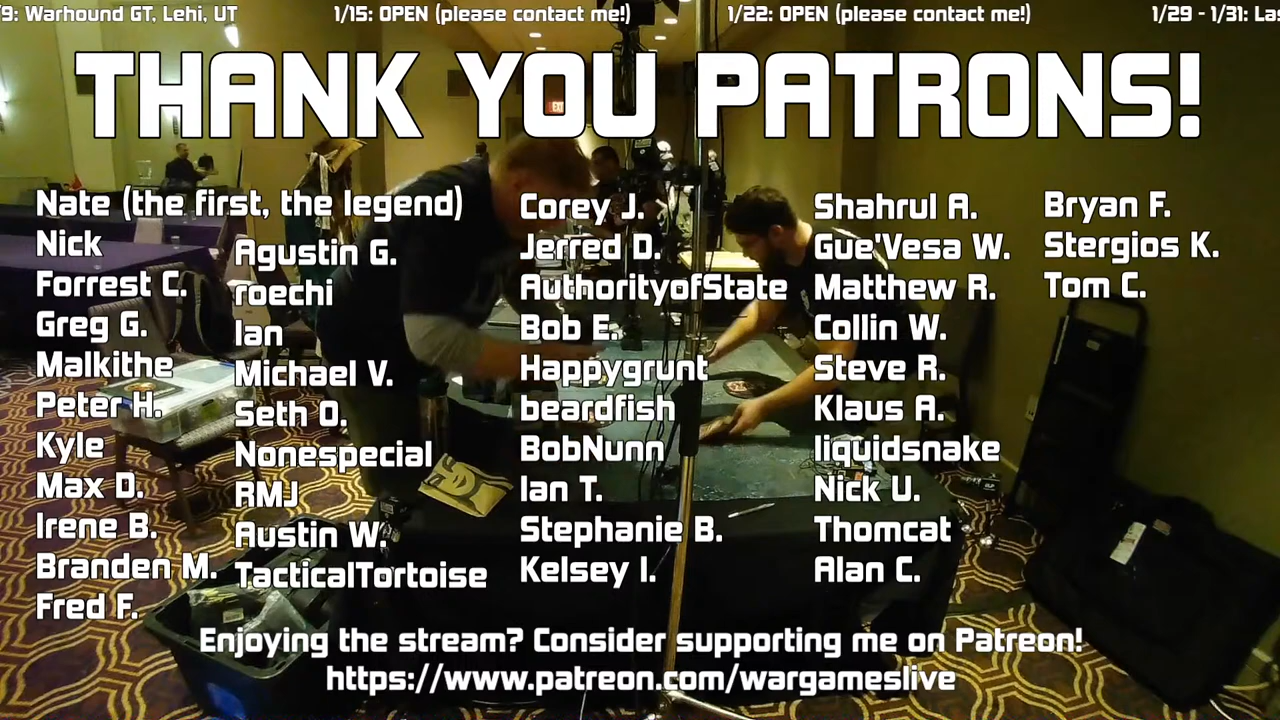 /9: Warhound GT, Lehi, UT
1/15: OPEN (please contact me!)
1/22: OPEN (please contact me!)
1/29 - 1/31: Las
THANK YOU PATRONS!
Nate (the first, the legend)
Nick
Forrest C.
Greg G.
Malkithe
Peter H.
Kyle
Max D.
Irene B.
Branden M.
Fred F.
Agustin G.
roechi
Ian
Michael V.
Seth O.
Nonespecial
RMJ
Austin W.
TacticalTortoise
Corey J.
Jerred D.
AuthorityofState
Bob E.
Happygrunt
beardfish
BobNunn
Ian T.
Stephanie B.
Kelsey I.
Shahrul A.
Gue'Vesa W.
Matthew R.
Collin W.
Steve R.
Klaus A.
liquidsnake
Nick U.
Thomcat
Alan C.
Bryan F.
Stergios K.
Tom C.
Enjoying the stream? Consider supporting me on Patreon!
https://www.patreon.com/wargameslive